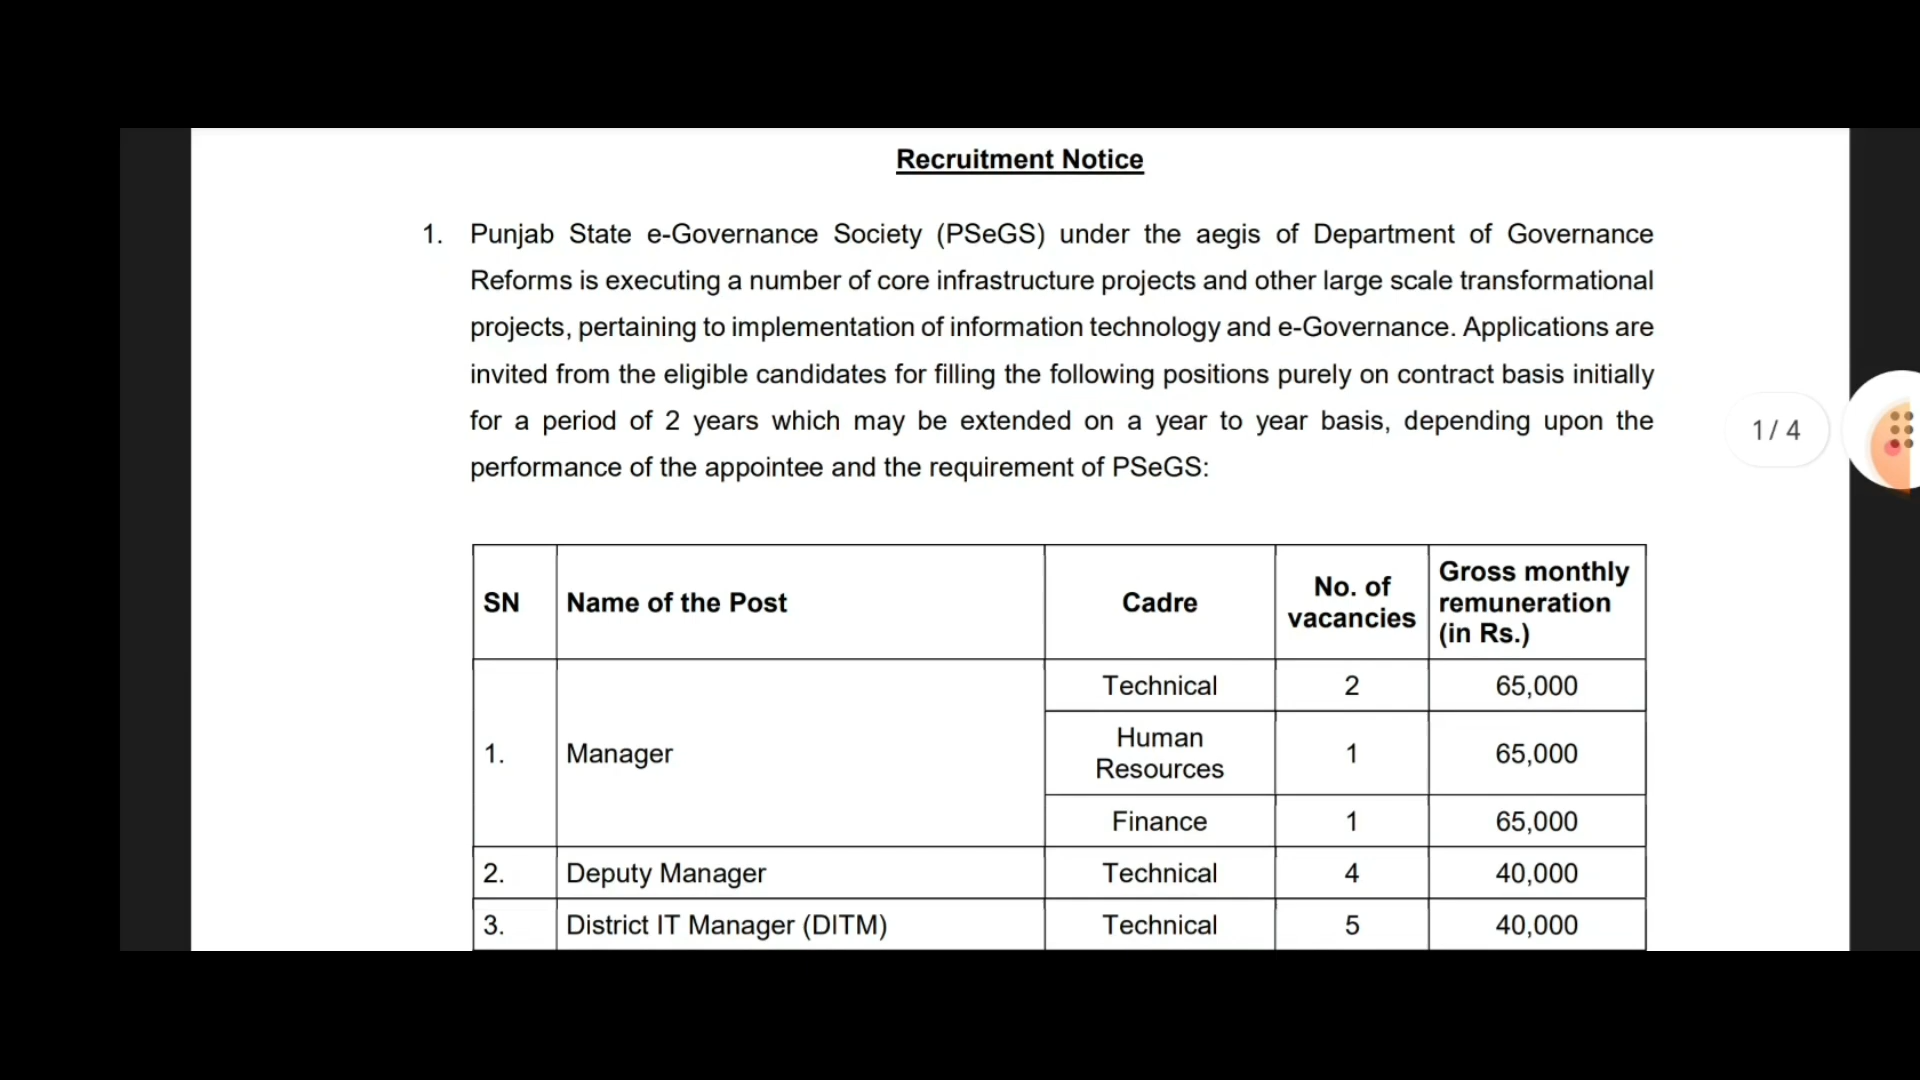 Recruitment Notice
1. Punjab State e-Governance Society (PSeGS) under the aegis of Department of Governance
Reforms is executing a number of core infrastructure projects and other large scale transformational
projects, pertaining to implementation of information technology and e-Governance. Applications are
invited from the eligible candidates for filling the following positions purely on contract basis initially
for a period of 2 years which may be extended on a year to year basis, depending upon the
performance of the appointee and the requirement of PSeGS:
1 / 4
SN Name of the Post Cadre No. of vacancies Gross monthly remuneration (in Rs.)
1. Manager Technical 2 65,000
Human Resources 1 65,000
Finance 1 65,000
2. Deputy Manager Technical 4 40,000
3. District IT Manager (DITM) Technical 5 40,000